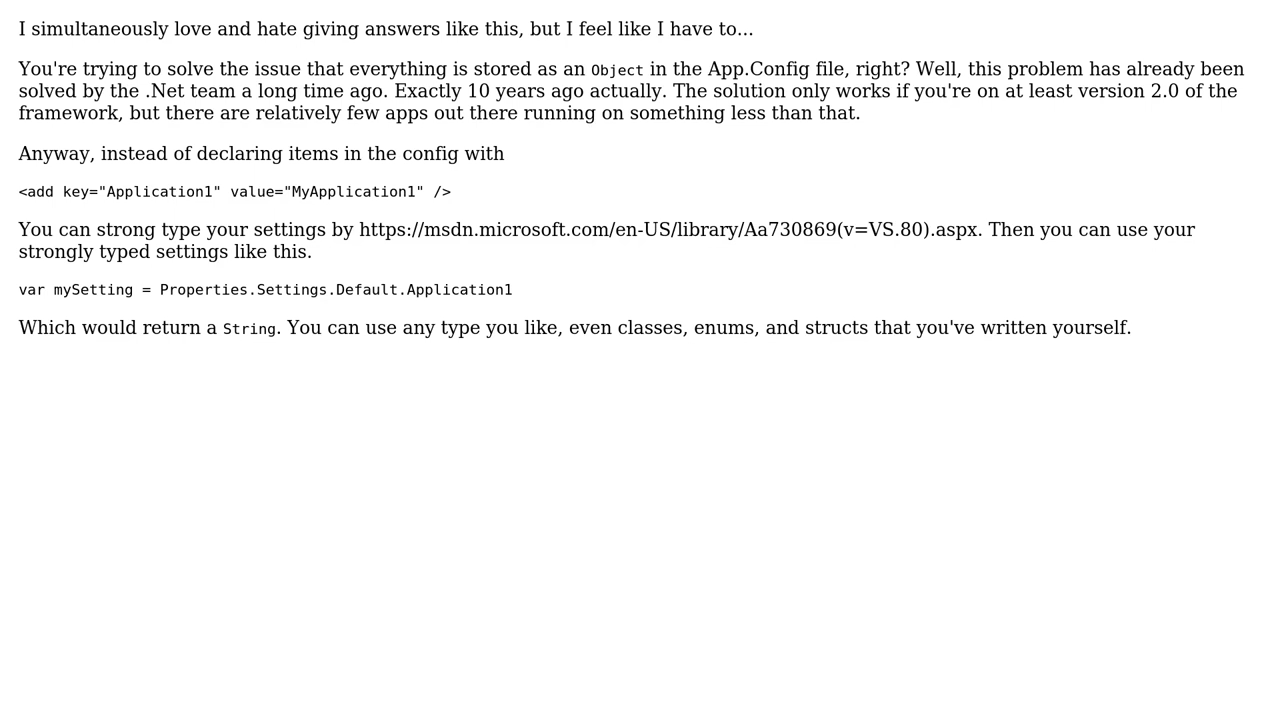 I simultaneously love and hate giving answers like this, but I feel like I have to...
You're trying to solve the issue that everything is stored as an Object in the App.Config file, right? Well, this problem has already been
solved by the .Net team a long time ago. Exactly 10 years ago actually. The solution only works if you're on at least version 2.0 of the
framework, but there are relatively few apps out there running on something less than that.
Anyway, instead of declaring items in the config with
<add key="Application1" value="MyApplication1" />
You can strong type your settings by https://msdn.microsoft.com/en-US/library/Aa730869(v=VS.80).aspx. Then you can use your
strongly typed settings like this.
var mySetting = Properties.Settings.Default.Application1
Which would return a String. You can use any type you like, even classes, enums, and structs that you've written yourself.